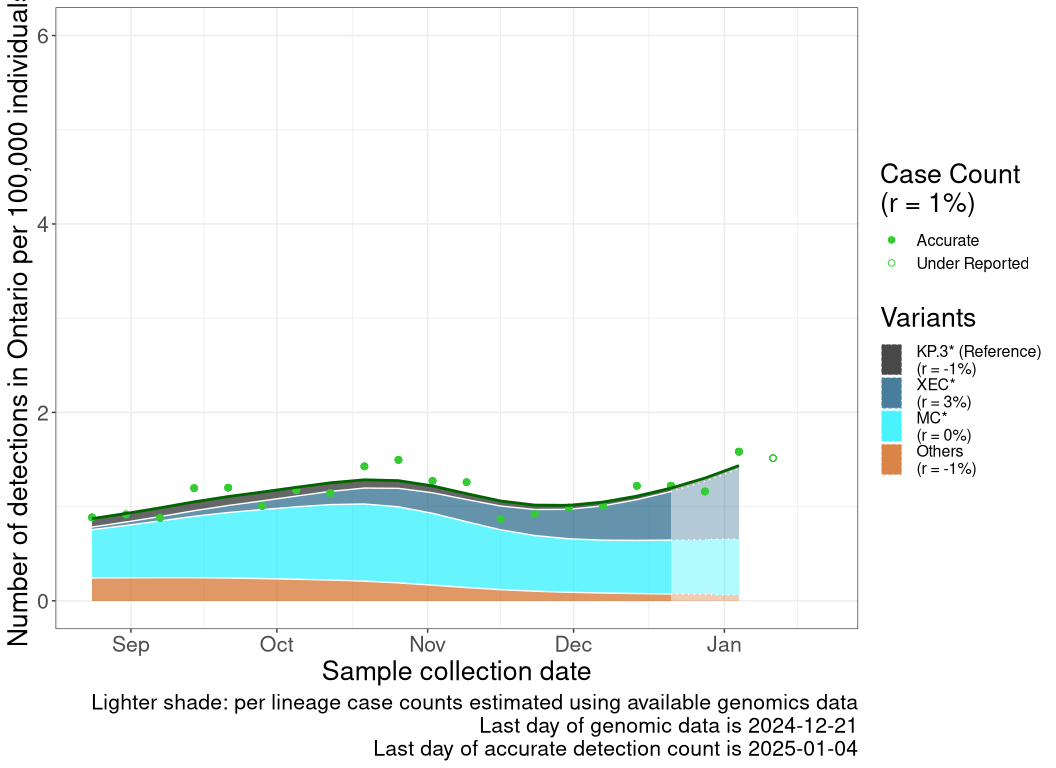 Number of detections in Ontario per 100,000 individuals
6
4
2
0
Sep Oct Nov Dec Jan
Sample collection date
Lighter shade: per lineage case counts estimated using available genomics data
Last day of genomic data is 2024-12-21
Last day of accurate detection count is 2025-01-04
Case Count
(r = 1%)
Accurate
Under Reported
Variants
KP.3* (Reference)
(r = -1%)
XEC*
(r = 3%)
MC*
(r = 0%)
Others
(r = -1%)